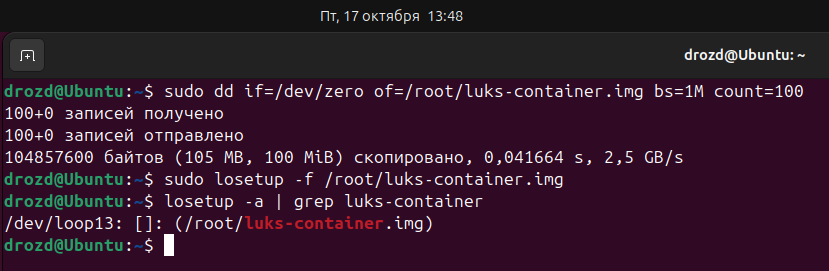 Пт, 17 октября 13:48
drozd@Ubuntu: ~
drozd@Ubuntu:~$ sudo dd if=/dev/zero of=/root/luks-container.img bs=1M count=100
100+0 записей получено
100+0 записей отправлено
104857600 байтов (105 MB, 100 MiB) скопировано, 0,041664 s, 2,5 GB/s
drozd@Ubuntu:~$ sudo losetup -f /root/luks-container.img
drozd@Ubuntu:~$ losetup -a | grep luks-container
/dev/loop13: []: (/root/luks-container.img)
drozd@Ubuntu:~$